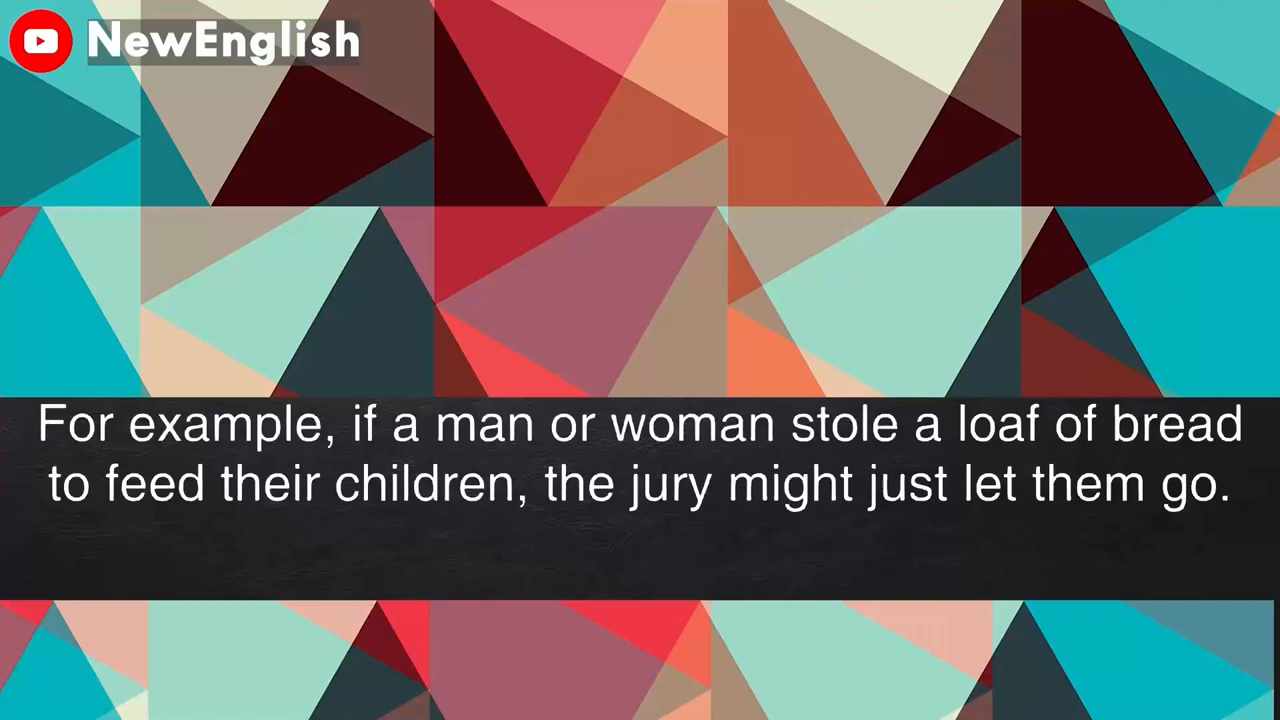 NewEnglish
For example, if a man or woman stole a loaf of bread
to feed their children, the jury might just let them go.